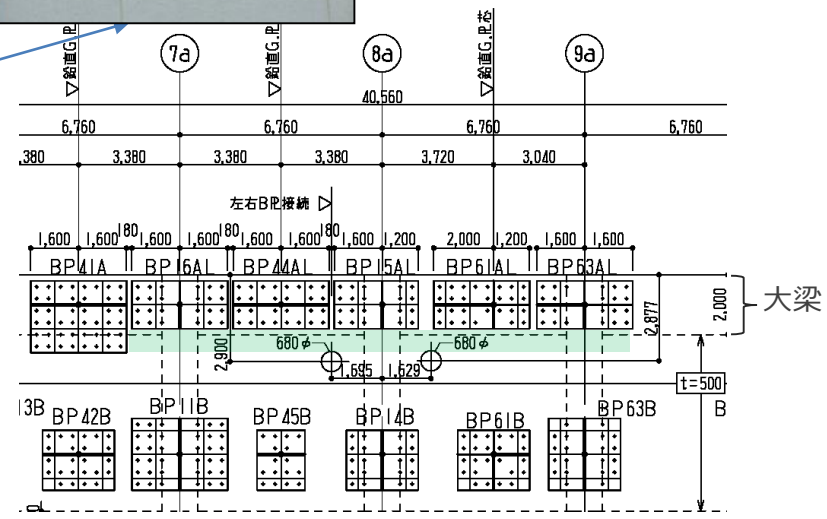 ▽鉛直G.P.
▽鉛直G.P.
▽鉛直G.P.松
7a
8a
9a
40,560
6,760
6,760
6,760
6,760
,380
3,380
3,380
3,380
3,720
3,040
左右B.P.接続 ▷
1,600
1,600
180
1,600
1,600
180
1,600
1,600
180
1,600
1,200
2,000
1,200
1,600
1,600
BP41A
BP16AL
BP44AL
BP15AL
BP61AL
BP63AL
2,000
大梁
2,877
680φ
680φ
2,900
1,695
1,629
t=500
13B
BP42B
BP11B
BP45B
BP14B
BP61B
BP63B
B